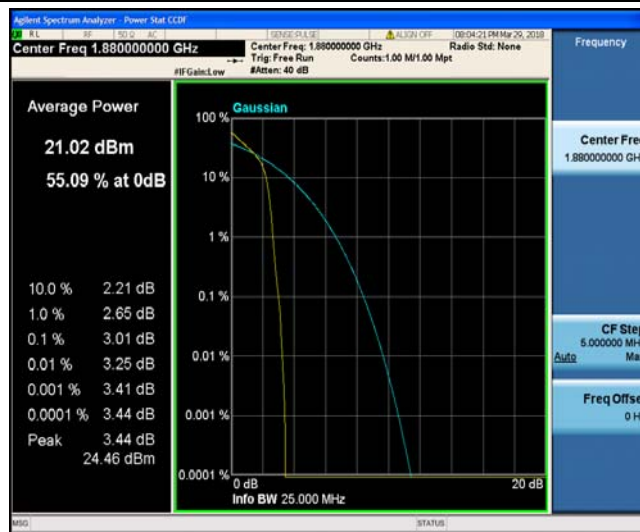 Agilent Spectrum Analyzer - Power Stat CCDF
RL RF 50 Ω AC SENSE:PULSE ALIGN OFF 08:04:21 PM Mar 29, 2018
Center Freq 1.880000000 GHz
Center Freq: 1.880000000 GHz Radio Std: None
Trig: Free Run Counts:1.00 M/1.00 Mpt
#IFGain:Low #Atten: 40 dB
Frequency
Average Power
21.02 dBm
55.09 % at 0dB
10.0 % 2.21 dB
1.0 % 2.65 dB
0.1 % 3.01 dB
0.01 % 3.25 dB
0.001 % 3.41 dB
0.0001 % 3.44 dB
Peak 3.44 dB
24.46 dBm
Gaussian
100 %
10 %
1 %
0.1 %
0.01 %
0.001 %
0.0001 %
0 dB 20 dB
Info BW 25.000 MHz
Center Fre
1.880000000 GH
CF Ste
5.000000 MH
Auto Ma
Freq Offse
0 H
MSG STATUS